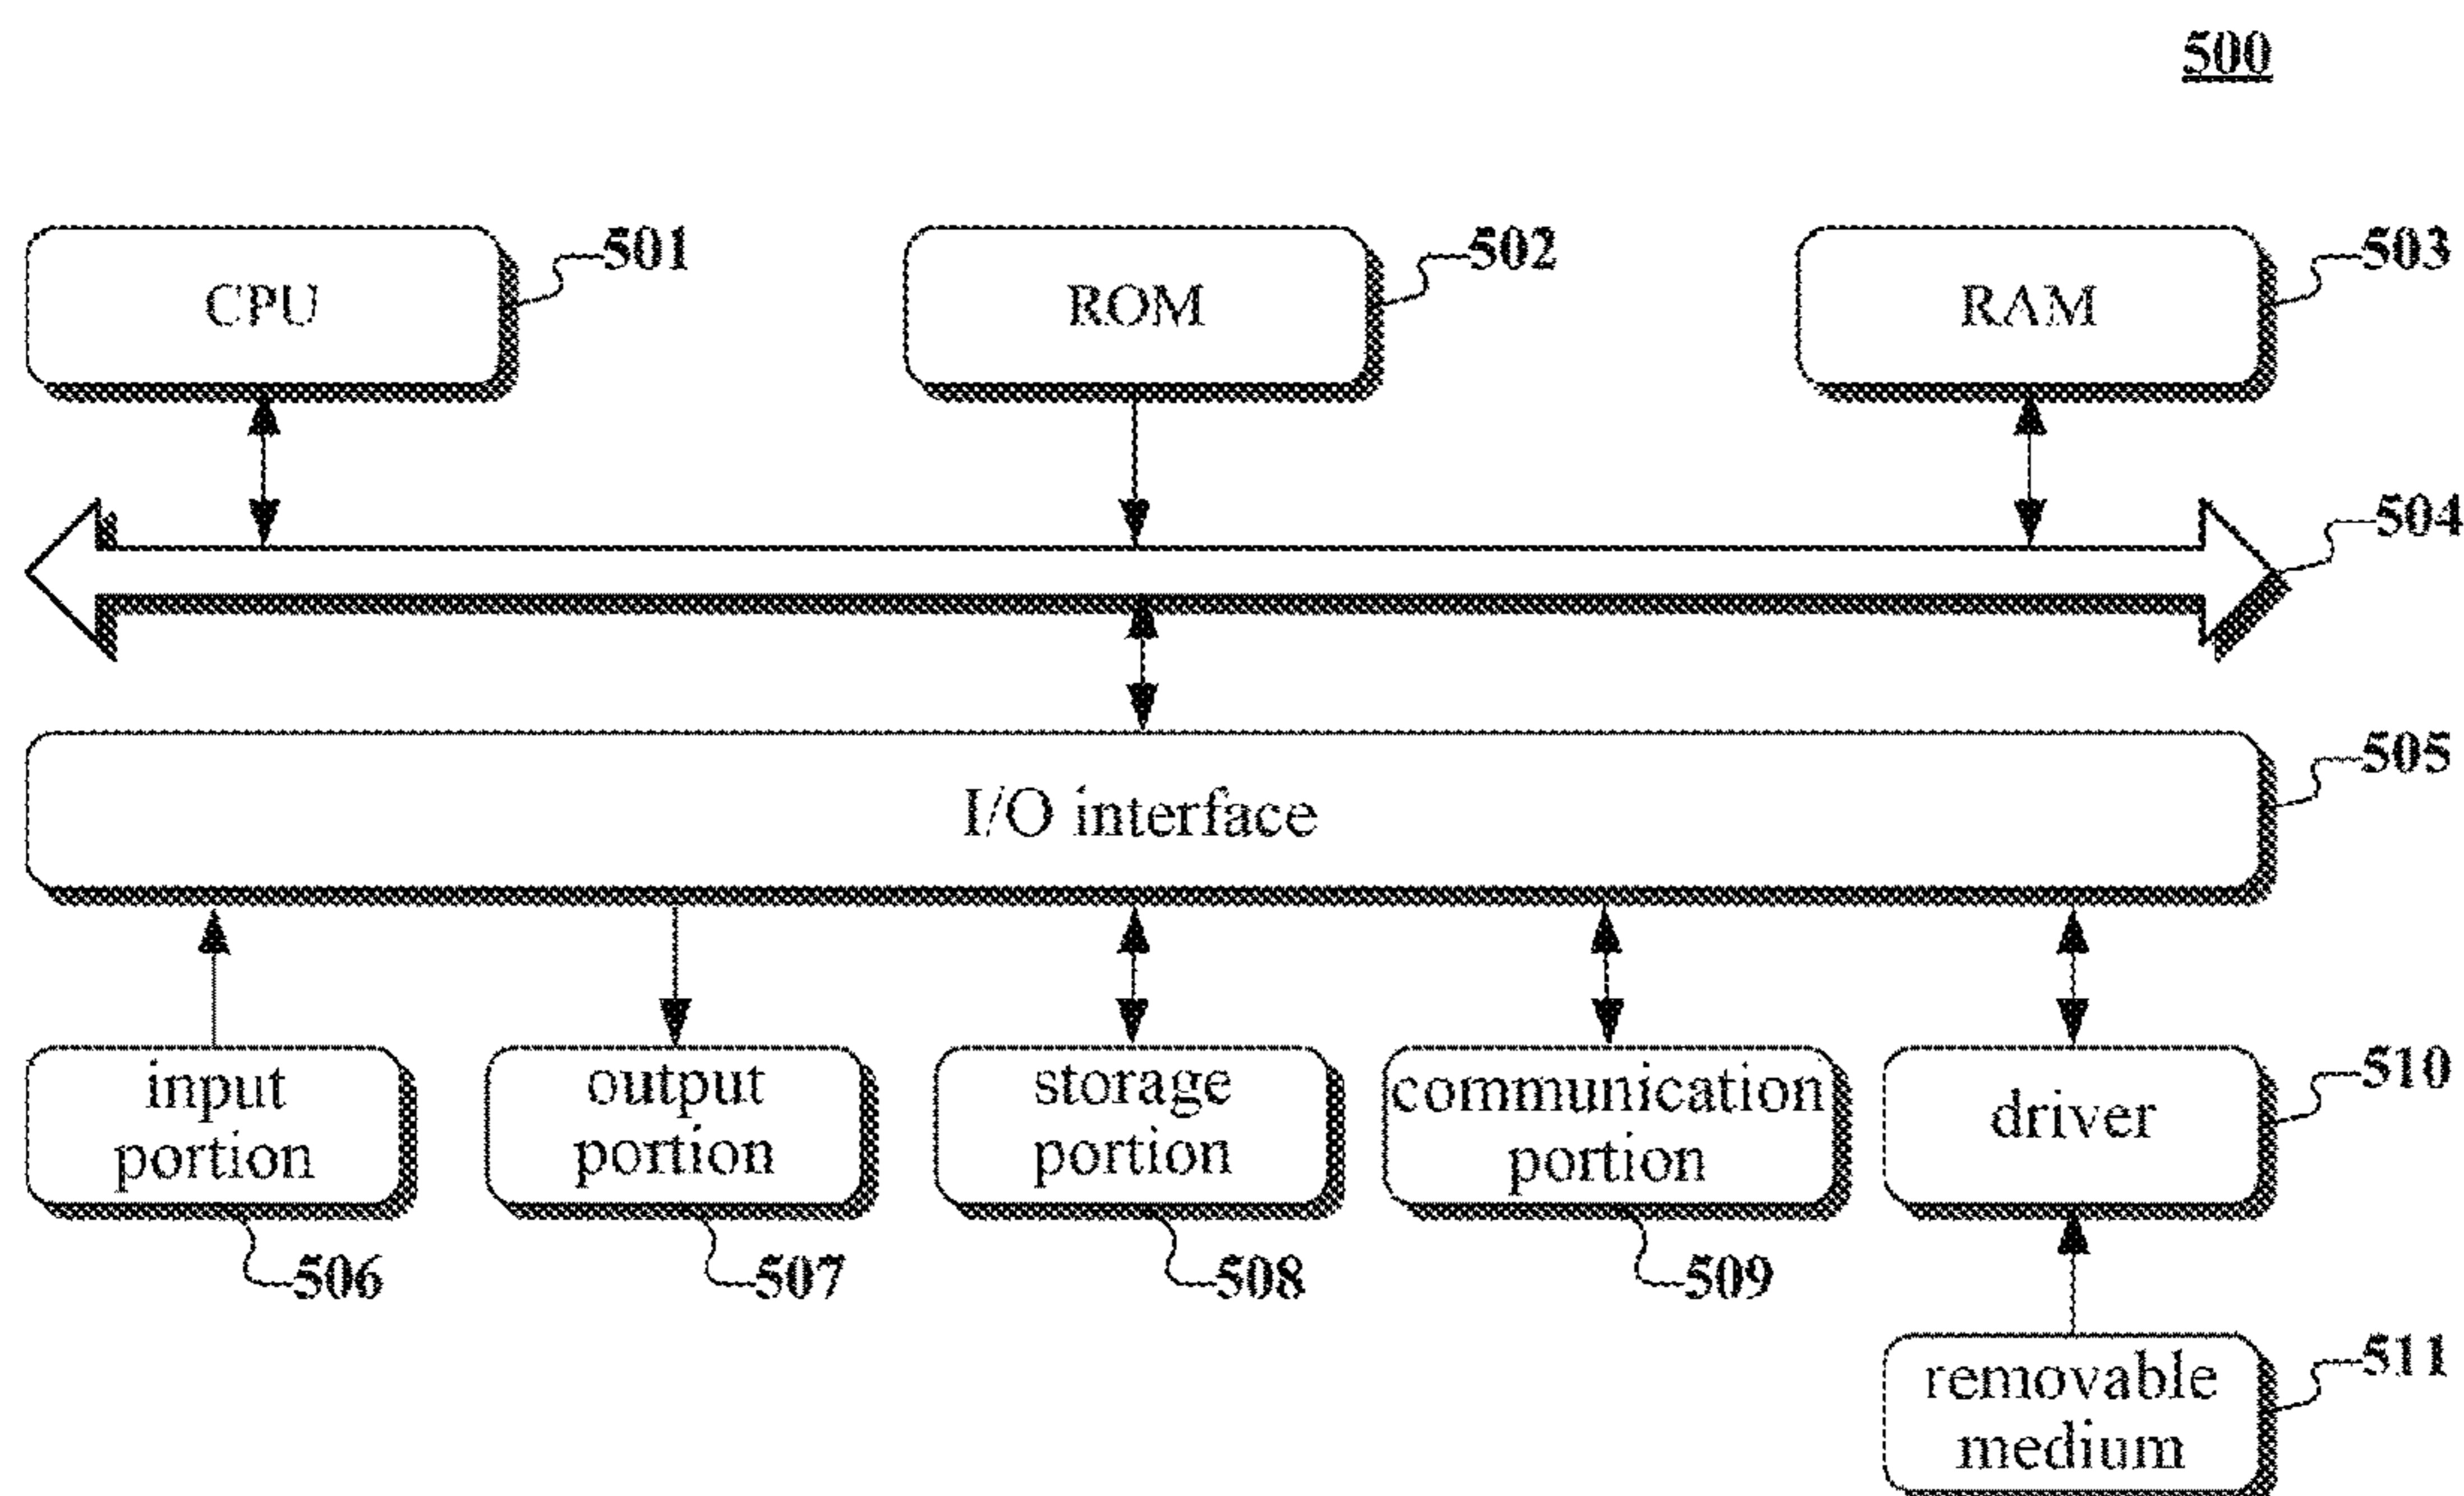 500
CPU
501
ROM
502
RAM
503
504
I/O interface
505
input
portion
506
output
portion
507
storage
portion
508
communication
portion
509
driver
510
removable
medium
511